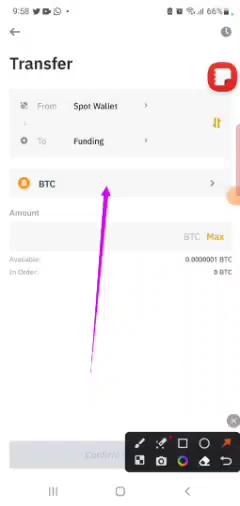 9:58
66%
Transfer
From Spot Wallet
To Funding
BTC
Amount
BTC Max
Available: 0.0000001 BTC
In Order: 0 BTC
Confirm